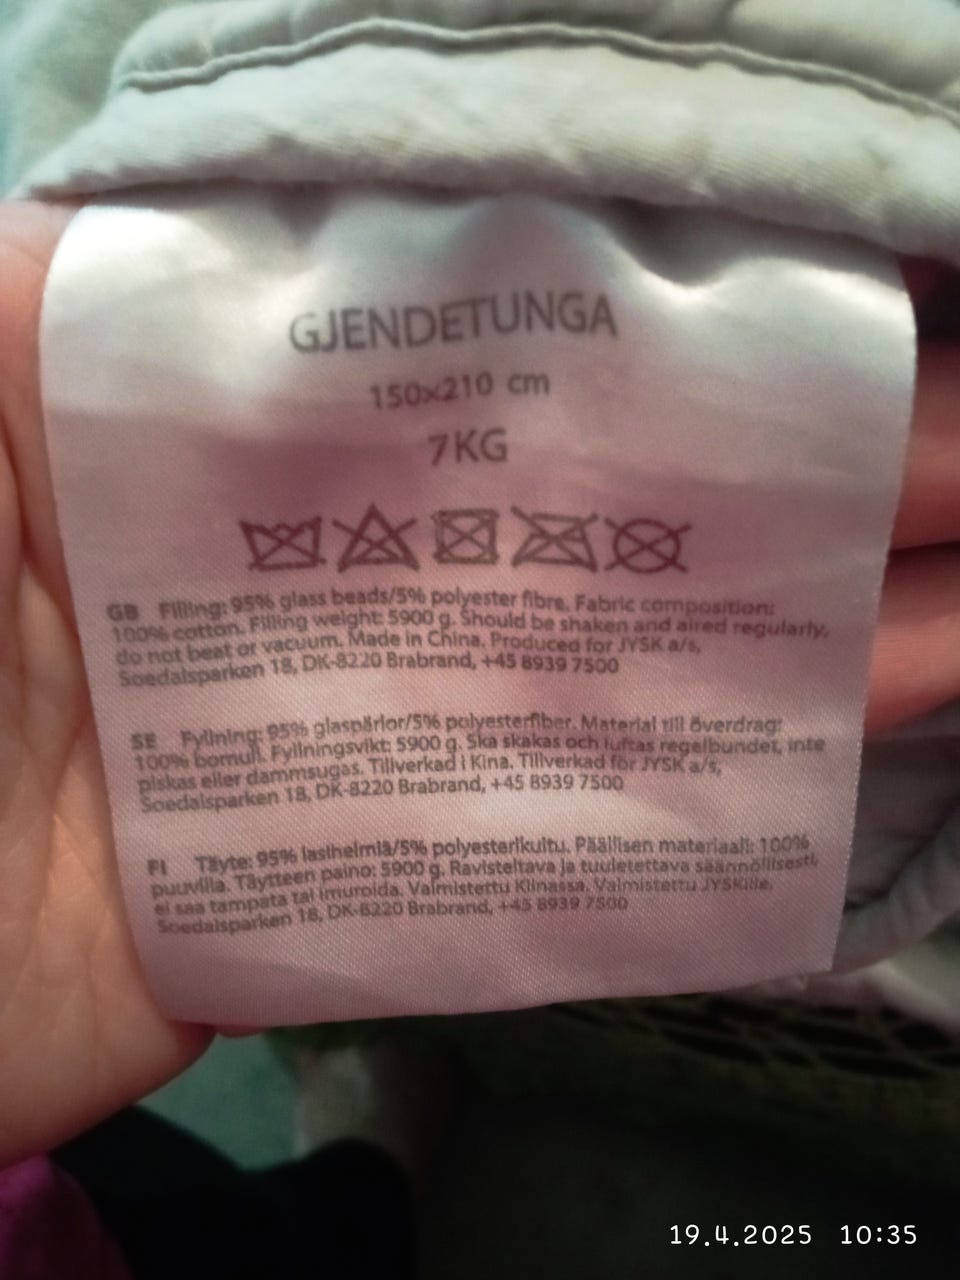 GJENDETUNGA
150x210 cm
7KG
GB Filling: 95% glass beads/5% polyester fibre. Fabric composition:
100% cotton. Filling weight: 5900 g. Should be shaken and aired regularly,
do not beat or vacuum. Made in China. Produced for JYSK a/s,
Soedalsparken 18, DK-8220 Brabrand, +45 8939 7500
SE Fyllning: 95% glaspärlor/5% polyesterfiber. Material till överdrag:
100% bomull. Fyllningsvikt: 5900 g. Ska skakas och luftas regelbundet, inte
piskas eller dammsugas. Tillverkad i Kina. Tillverkad för JYSK a/s,
Soedalsparken 18, DK-8220 Brabrand, +45 8939 7500
FI Täyte: 95% lasihelmiä/5% polyesterikuitu. Päällisen materiaali: 100%
puuvilla. Täytteen paino: 5900 g. Ravisteltava ja tuuletettava säännöllisesti,
ei saa tampata tai imuroida. Valmistettu Kiinassa. Valmistettu JYSKille,
Soedalsparken 18, DK-8220 Brabrand, +45 8939 7500
19.4.2025 10:35